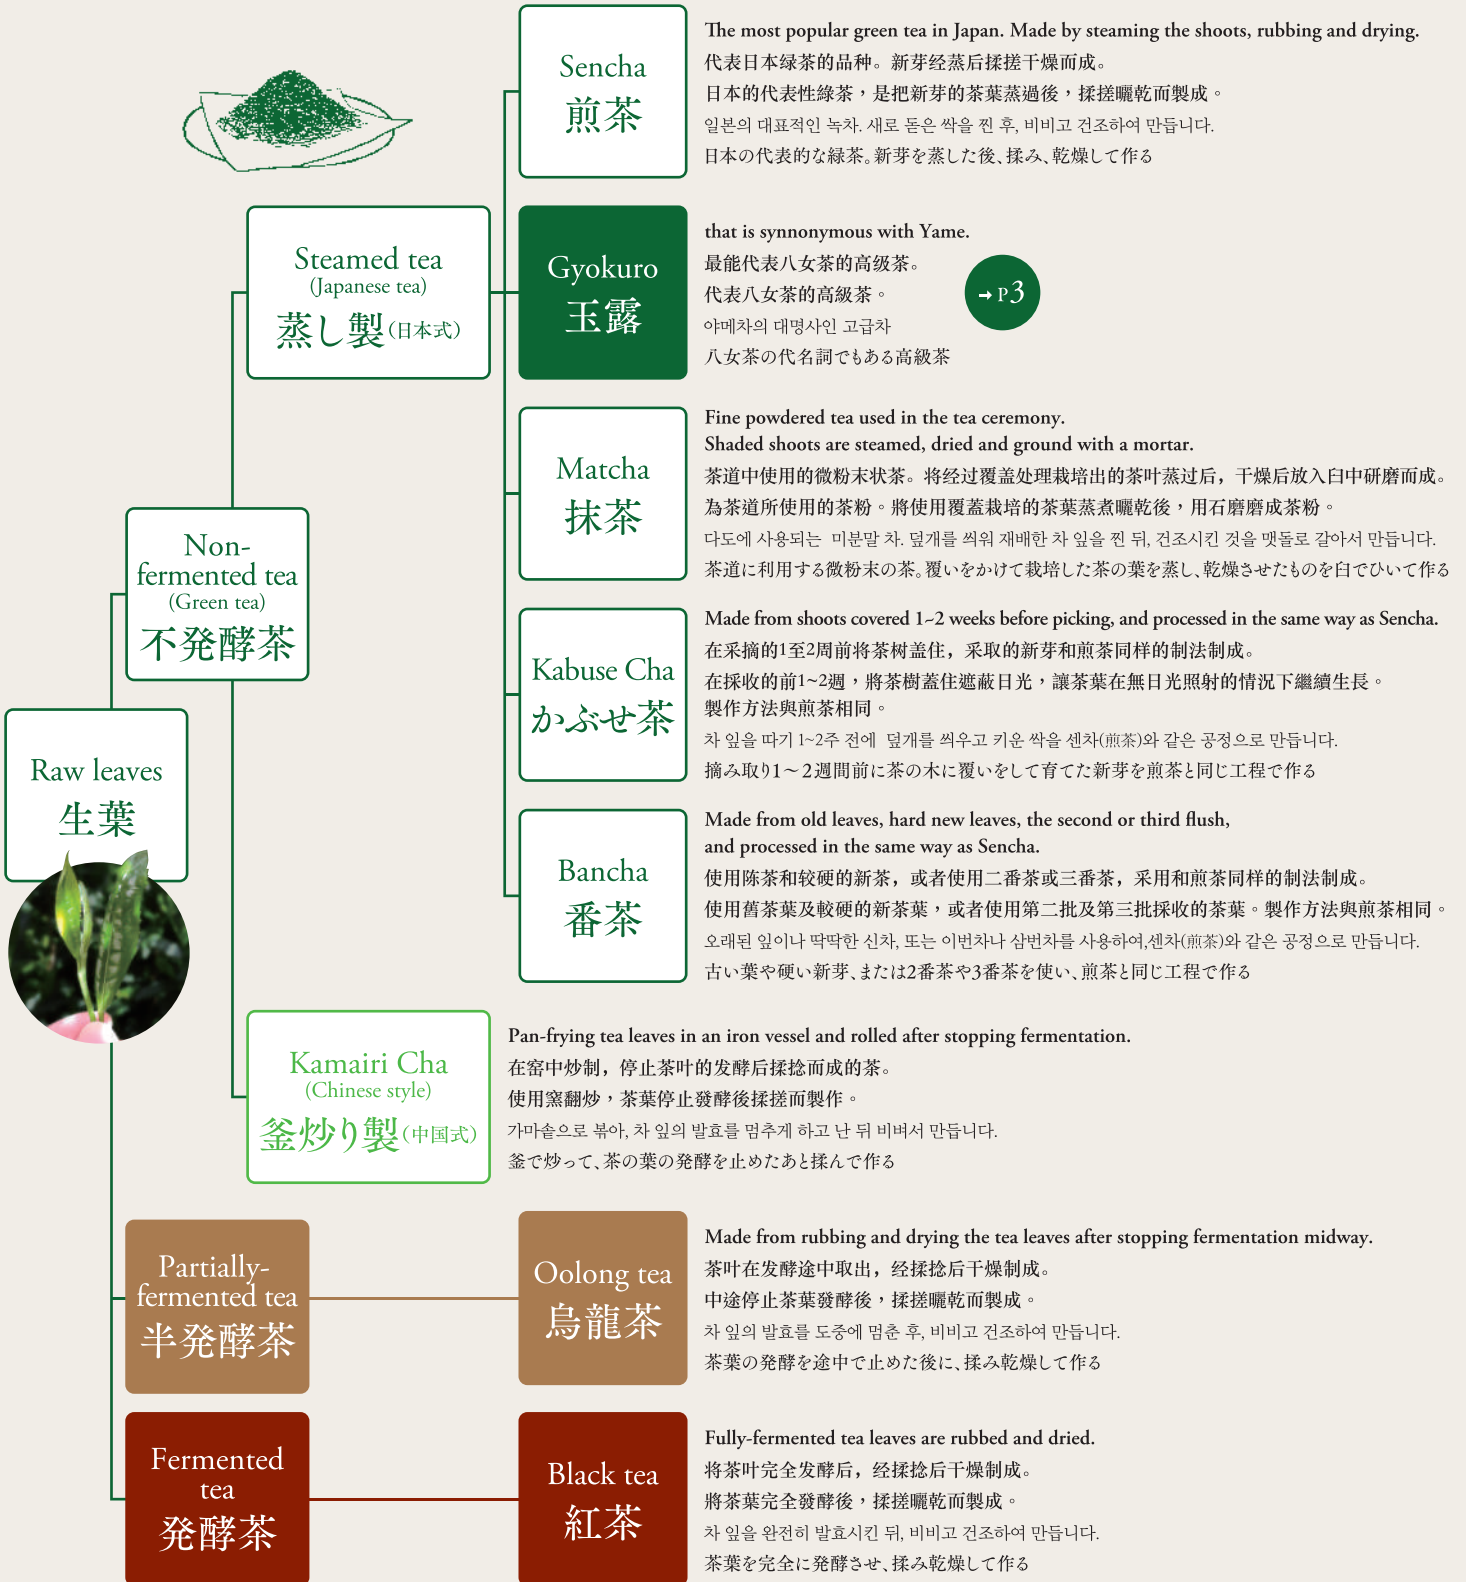 Sencha
煎茶
The most popular green tea in Japan. Made by steaming the shoots, rubbing and drying.
代表日本绿茶的品种。新芽经蒸后揉搓干燥而成。
日本的代表性綠茶，是把新芽的茶葉蒸過後，揉搓曬乾而製成。
일본의 대표적인 녹차. 새로 돋은 싹을 찐 후, 비비고 건조하여 만듭니다.
日本の代表的な緑茶。新芽を蒸した後、揉み、乾燥して作る
Steamed tea
(Japanese tea)
蒸し製（日本式）
Gyokuro
玉露
that is synnonymous with Yame.
最能代表八女茶的高级茶。
代表八女茶的高級茶。
야메차의 대명사인 고급차
八女茶の代名詞でもある高級茶
➞ P3
Matcha
抹茶
Fine powdered tea used in the tea ceremony.
Shaded shoots are steamed, dried and ground with a mortar.
茶道中使用的微粉末状茶。将经过覆盖处理栽培出的茶叶蒸过后，干燥后放入臼中研磨而成。
為茶道所使用的茶粉。將使用覆蓋栽培的茶葉蒸煮曬乾後，用石磨磨成茶粉。
다도에 사용되는 미분말 차. 덮개를 씌워 재배한 차 잎을 찐 뒤, 건조시킨 것을 맷돌로 갈아서 만듭니다.
茶道に利用する微粉末の茶。覆いをかけて栽培した茶の葉を蒸し、乾燥させたものを臼でひいて作る
Non-
fermented tea
(Green tea)
不発酵茶
Kabuse Cha
かぶせ茶
Made from shoots covered 1~2 weeks before picking, and processed in the same way as Sencha.
在采摘的1至2周前将茶树盖住，采取的新芽和煎茶同样的制法制成。
在採收的前1~2週，將茶樹蓋住遮蔽日光，讓茶葉在無日光照射的情況下繼續生長。
製作方法與煎茶相同。
차 잎을 따기 1~2주 전에 덮개를 씌우고 키운 싹을 센차(煎茶)와 같은 공정으로 만듭니다.
摘み取り1～2週間前に茶の木に覆いをして育てた新芽を煎茶と同じ工程で作る
Raw leaves
生葉
Bancha
番茶
Made from old leaves, hard new leaves, the second or third flush,
and processed in the same way as Sencha.
使用陈茶和较硬的新茶，或者使用二番茶或三番茶，采用和煎茶同样的制法制成。
使用舊茶葉及較硬的新茶葉，或者使用第二批及第三批採收的茶葉。製作方法與煎茶相同。
오래된 잎이나 딱딱한 신차, 또는 이번차나 삼번차를 사용하여,센차(煎茶)와 같은 공정으로 만듭니다.
古い葉や硬い新芽、または2番茶や3番茶を使い、煎茶と同じ工程で作る
Kamairi Cha
(Chinese style)
釜炒り製（中国式）
Pan-frying tea leaves in an iron vessel and rolled after stopping fermentation.
在窑中炒制，停止茶叶的发酵后揉捻而成的茶。
使用窯翻炒，茶葉停止發酵後揉搓而製作。
가마솥으로 볶아, 차 잎의 발효를 멈추게 하고 난 뒤 비벼서 만듭니다.
釜で炒って、茶の葉の発酵を止めたあと揉んで作る
Partially-
fermented tea
半発酵茶
Oolong tea
烏龍茶
Made from rubbing and drying the tea leaves after stopping fermentation midway.
茶叶在发酵途中取出，经揉捻后干燥制成。
中途停止茶葉發酵後，揉搓曬乾而製成。
차 잎의 발효를 도중에 멈춘 후, 비비고 건조하여 만듭니다.
茶葉の発酵を途中で止めた後に、揉み乾燥して作る
Fermented
tea
発酵茶
Black tea
紅茶
Fully-fermented tea leaves are rubbed and dried.
将茶叶完全发酵后，经揉捻后干燥制成。
將茶葉完全發酵後，揉搓曬乾而製成。
차 잎을 완전히 발효시킨 뒤, 비비고 건조하여 만듭니다.
茶葉を完全に発酵させ、揉み乾燥して作る